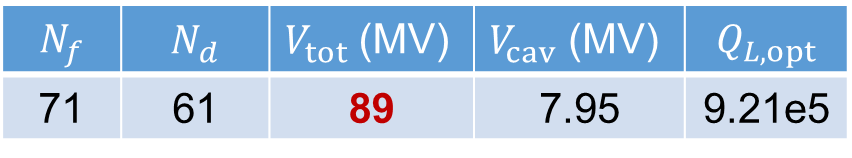 N_f N_d V_tot (MV) V_cav (MV) Q_L,opt
71 61 89 7.95 9.21e5